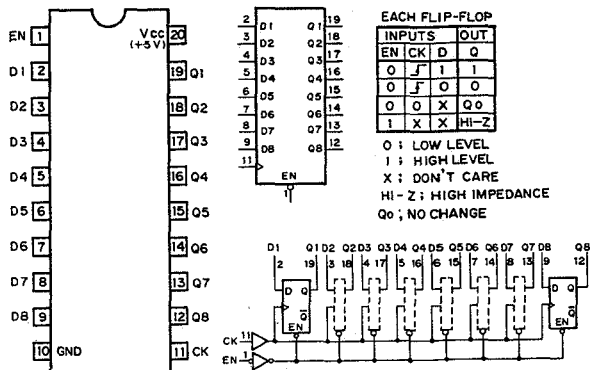 EN 1
Vcc 20
(+5V)
D1 2
19 Q1
D2 3
18 Q2
D3 4
17 Q3
D4 5
16 Q4
D5 6
15 Q5
D6 7
14 Q6
D7 8
13 Q7
D8 9
12 Q8
10 GND
11 CK
2 D1 Q1 19
3 D2 Q2 18
4 D3 Q3 17
5 D4 Q4 16
6 D5 Q5 15
7 D6 Q6 14
8 D7 Q7 13
9 D8 Q8 12
11
EN
1
EACH FLIP-FLOP
INPUTS OUT
EN CK D Q
0 1 1
0 0 0
0 0 X Qo
1 X X HI-Z
0 ; LOW LEVEL
1 ; HIGH LEVEL
X ; DON'T CARE
HI-Z ; HIGH IMPEDANCE
Qo ; NO CHANGE
D1 Q1 D2 Q2 D3 Q3 D4 Q4 D5 Q5 D6 Q6 D7 Q7 D8 Q8
2 19 3 18 4 17 5 16 6 15 7 14 8 13 9 12
D Q
Q̅
EN
D Q
Q̅
EN
CK 11
EN 1